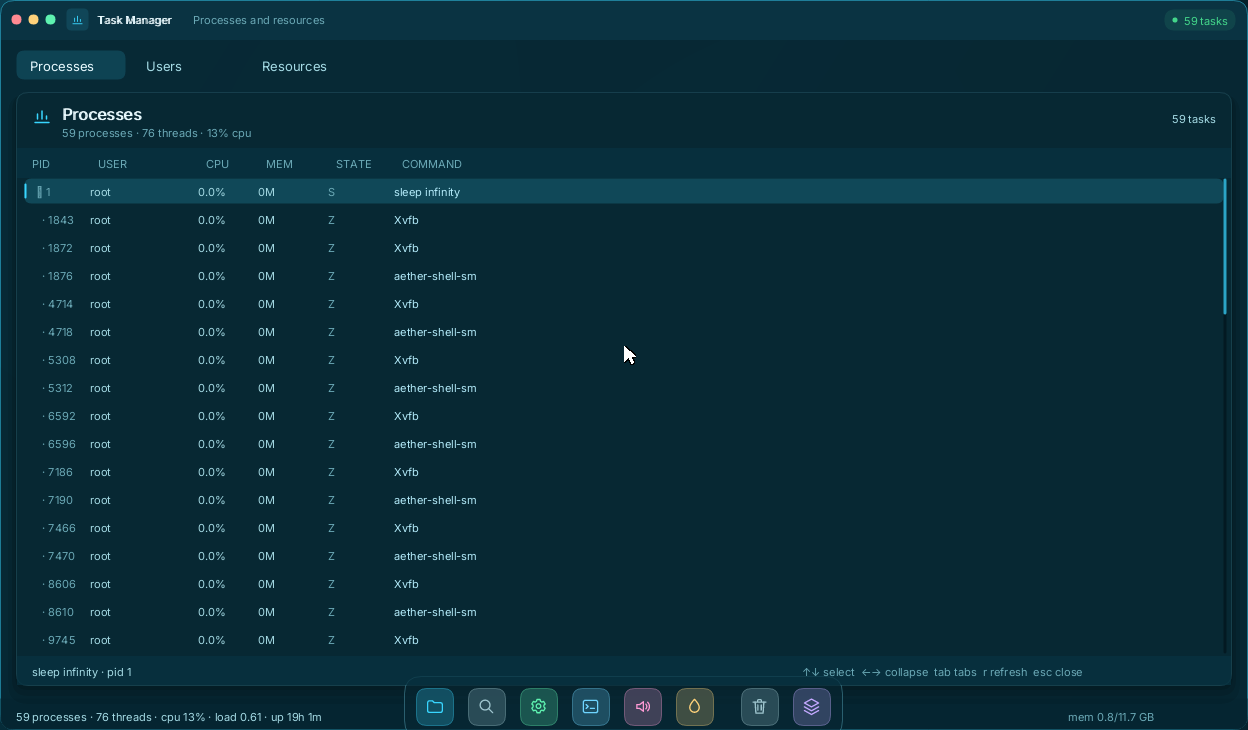 Task Manager Processes and resources 59 tasks
Processes Users Resources
Processes
59 processes · 76 threads · 13% cpu 59 tasks
PID USER CPU MEM STATE COMMAND
1 root 0.0% 0M S sleep infinity
· 1843 root 0.0% 0M Z Xvfb
· 1872 root 0.0% 0M Z Xvfb
· 1876 root 0.0% 0M Z aether-shell-sm
· 4714 root 0.0% 0M Z Xvfb
· 4718 root 0.0% 0M Z aether-shell-sm
· 5308 root 0.0% 0M Z Xvfb
· 5312 root 0.0% 0M Z aether-shell-sm
· 6592 root 0.0% 0M Z Xvfb
· 6596 root 0.0% 0M Z aether-shell-sm
· 7186 root 0.0% 0M Z Xvfb
· 7190 root 0.0% 0M Z aether-shell-sm
· 7466 root 0.0% 0M Z Xvfb
· 7470 root 0.0% 0M Z aether-shell-sm
· 8606 root 0.0% 0M Z Xvfb
· 8610 root 0.0% 0M Z aether-shell-sm
· 9745 root 0.0% 0M Z Xvfb
sleep infinity · pid 1 ↑↓ select ←→ collapse tab tabs r refresh esc close
59 processes · 76 threads · cpu 13% · load 0.61 · up 19h 1m mem 0.8/11.7 GB